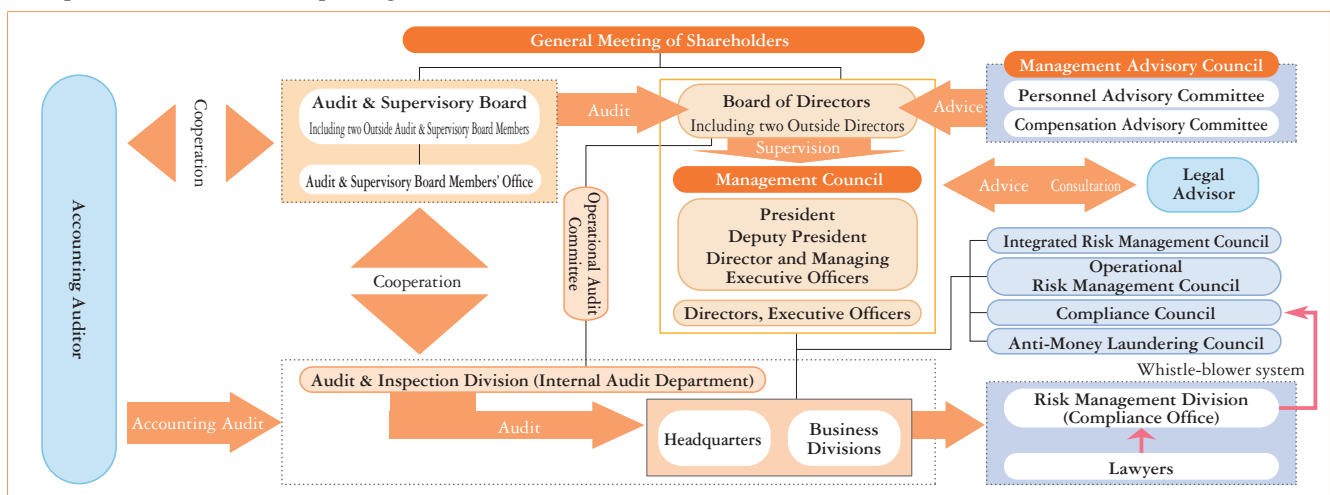 General Meeting of Shareholders
Audit & Supervisory Board
Including two Outside Audit & Supervisory Board Members
Audit & Supervisory Board Members' Office
Audit
Board of Directors
Including two Outside Directors
Supervision
Advice
Management Advisory Council
Personnel Advisory Committee
Compensation Advisory Committee
Cooperation
Accounting Auditor
Management Council
President
Deputy President
Director and Managing
Executive Officers
Directors, Executive Officers
Advice
Consultation
Legal
Advisor
Operational Audit
Committee
Cooperation
Integrated Risk Management Council
Operational
Risk Management Council
Compliance Council
Anti-Money Laundering Council
Whistle-blower system
Audit & Inspection Division (Internal Audit Department)
Accounting Audit
Audit
Headquarters
Business
Divisions
Risk Management Division
(Compliance Office)
Lawyers